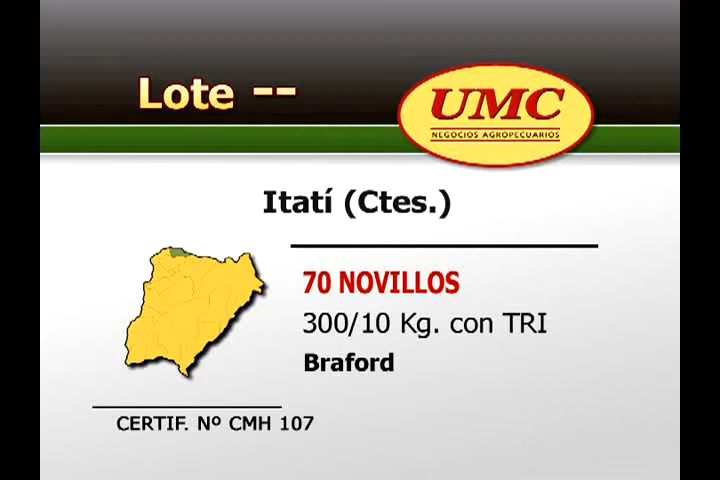 Lote --
UMC
NEGOCIOS AGROPECUARIOS
Itatí (Ctes.)
70 NOVILLOS
300/10 Kg. con TRI
Braford
CERTIF. Nº CMH 107